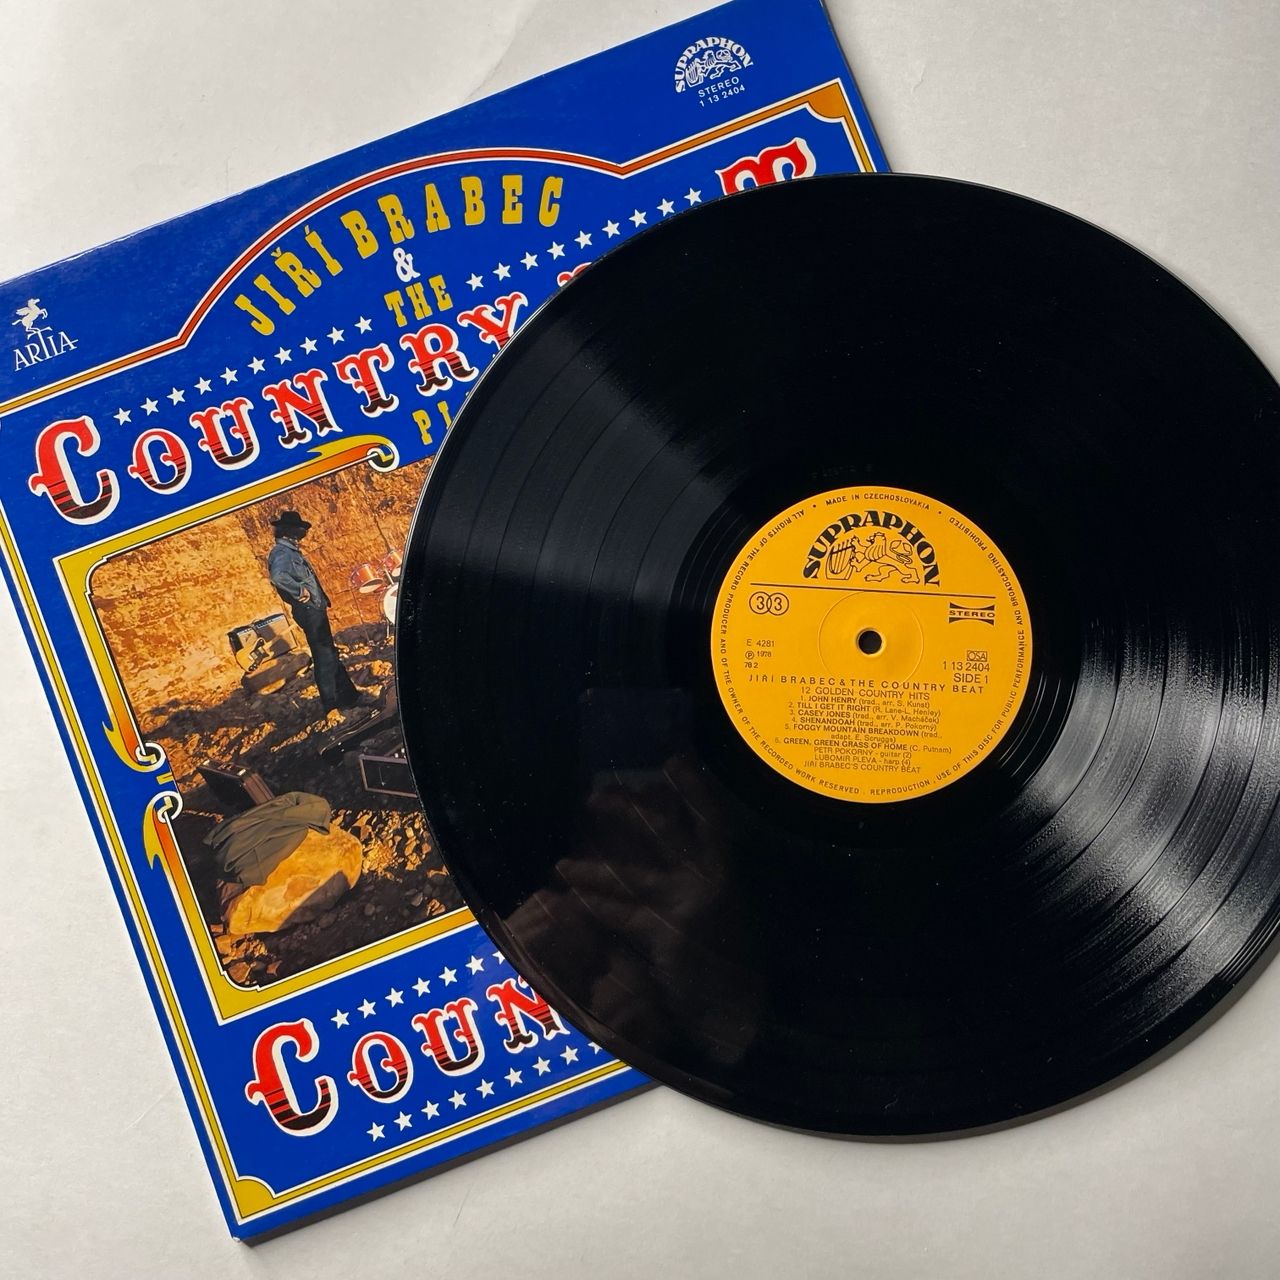 SUPRAPHON
STEREO
1 13 2404
JIŘÍ BRABEC
&
THE
COUNTRY
ARTIA
COUN
MADE IN CZECHOSLOVAKIA
ALL RIGHTS OF THE RECORD PRODUCER AND OF THE OWNER OF THE RECORDED WORK RESERVED . REPRODUCTION , USE OF THIS DISC FOR PUBLIC PERFORMANCE AND BROADCASTING PROHIBITED
SUPRAPHON
33
STEREO
E 4281
℗ 1978
78 2
OSA
1 13 2404
SIDE 1
JIŘÍ BRABEC & THE COUNTRY BEAT
12 GOLDEN COUNTRY HITS
1. JOHN HENRY (trad., arr. S. Kunst)
2. TILL I GET IT RIGHT (R. Lane-L. Henley)
3. CASEY JONES (trad., arr. V. Macháček)
4. SHENANDOAH (trad., arr. P. Pokorný)
5. FOGGY MOUNTAIN BREAKDOWN (trad.,
adapt. E. Scruggs)
6. GREEN, GREEN GRASS OF HOME (C. Putnam)
PETR POKORNÝ - guitar (2)
LUBOMÍR PLEVA - harp (4)
JIŘÍ BRABEC'S COUNTRY BEAT